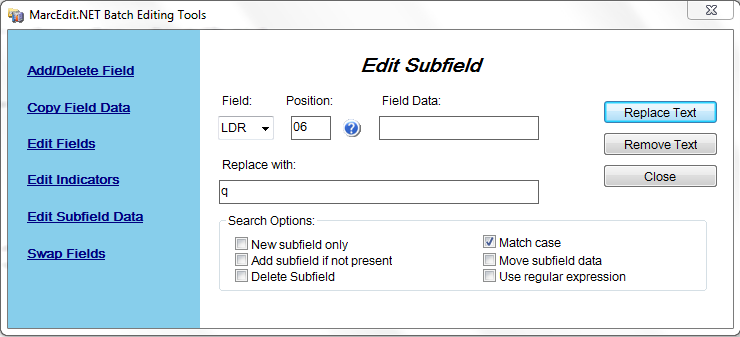 MarcEdit.NET Batch Editing Tools
Add/Delete Field
Copy Field Data
Edit Fields
Edit Indicators
Edit Subfield Data
Swap Fields
Edit Subfield
Field: Position: Field Data:
LDR 06 ?
Replace with:
q
Replace Text
Remove Text
Close
Search Options:
New subfield only
Add subfield if not present
Delete Subfield
Match case
Move subfield data
Use regular expression